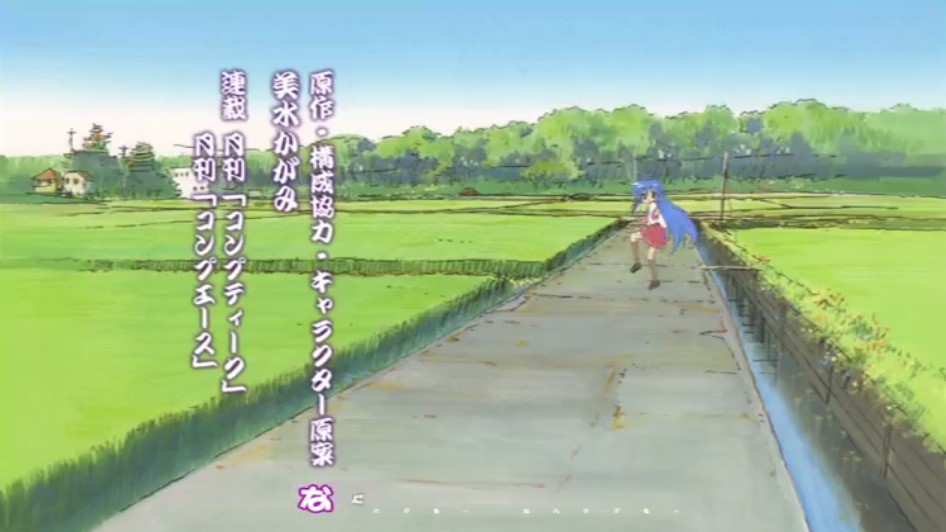 原作・構成協力・キャラクター原案
美水かがみ
連載 月刊「コンプティーク」
月刊「コンプエース」
な